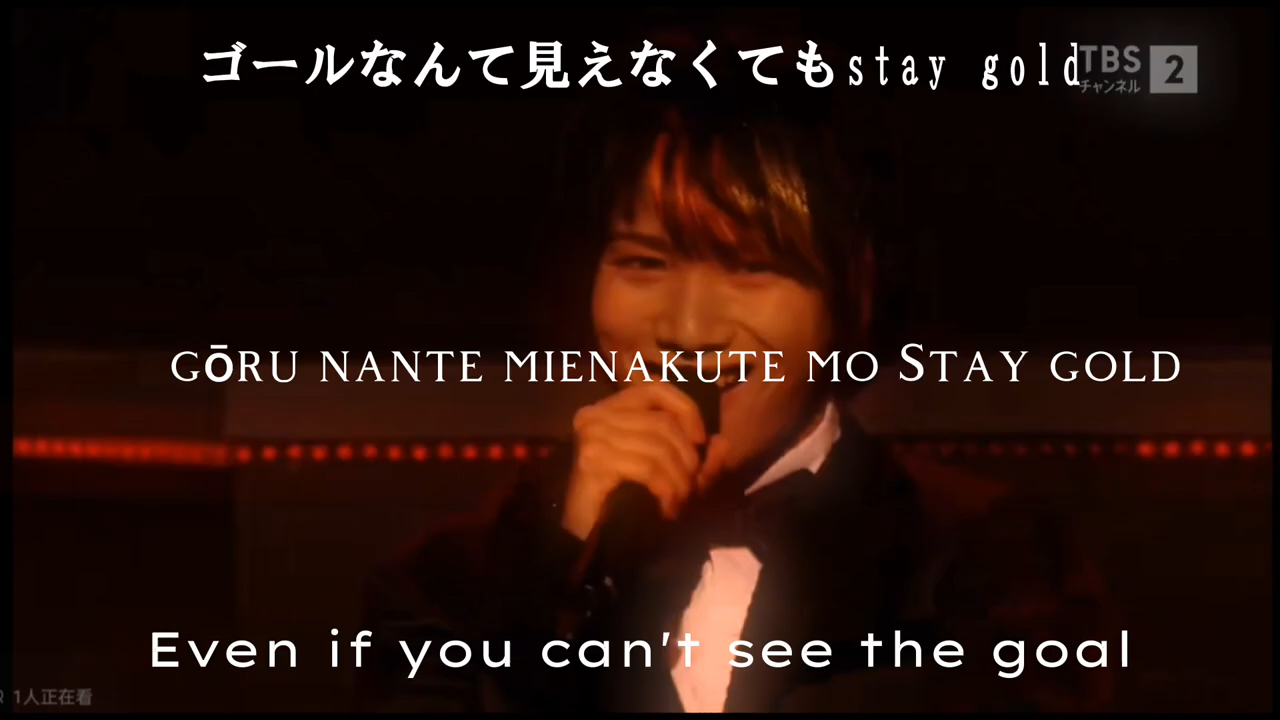 ゴールなんて見えなくてもstay gold
TBS
チャンネル 2
GŌRU NANTE MIENAKUTE MO STAY GOLD
Even if you can't see the goal
1人正在看